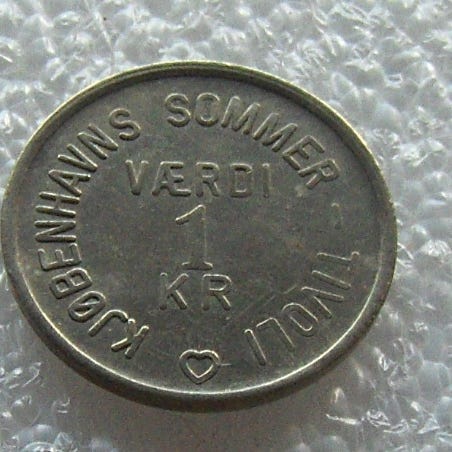 KJØBENHAVNS SOMMER TIVOLI
VÆRDI
1
KR